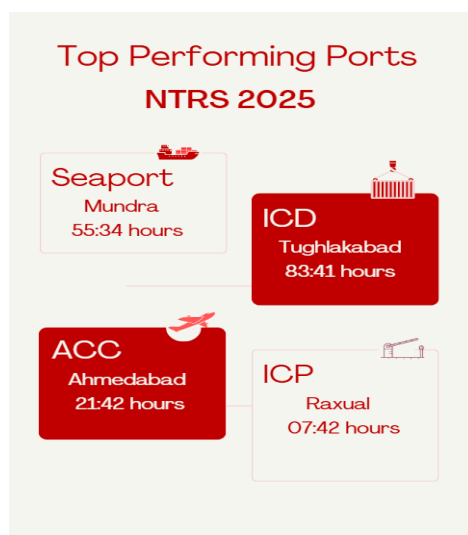 Top Performing Ports
NTRS 2025
Seaport
Mundra
55:34 hours
ICD
Tughlakabad
83:41 hours
ACC
Ahmedabad
21:42 hours
ICP
Raxual
07:42 hours